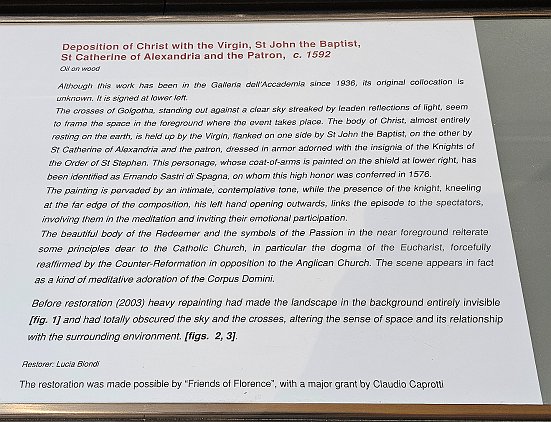 Deposition of Christ with the Virgin, St John the Baptist,
St Catherine of Alexandria and the Patron, c. 1592
Oil on wood
Although this work has been in the Galleria dell'Accademia since 1936, its original collocation is
unknown. It is signed at lower left.
The crosses of Golgotha, standing out against a clear sky streaked by leaden reflections of light, seem
to frame the space in the foreground where the event takes place. The body of Christ, almost entirely
resting on the earth, is held up by the Virgin, flanked on one side by St John the Baptist, on the other by
St Catherine of Alexandria and the patron, dressed in armor adorned with the insignia of the Knights of
the Order of St Stephen. This personage, whose coat-of-arms is painted on the shield at lower right, has
been identified as Ernando Sastri di Spagna, on whom this high honor was conferred in 1576.
The painting is pervaded by an intimate, contemplative tone, while the presence of the knight, kneeling
at the far edge of the composition, his left hand opening outwards, links the episode to the spectators,
involving them in the meditation and inviting their emotional participation.
The beautiful body of the Redeemer and the symbols of the Passion in the near foreground reiterate
some principles dear to the Catholic Church, in particular the dogma of the Eucharist, forcefully
reaffirmed by the Counter-Reformation in opposition to the Anglican Church. The scene appears in fact
as a kind of meditative adoration of the Corpus Domini.
Before restoration (2003) heavy repainting had made the landscape in the background entirely invisible
[fig. 1] and had totally obscured the sky and the crosses, altering the sense of space and its relationship
with the surrounding environment. [figs. 2, 3].
Restorer: Lucia Biondi
The restoration was made possible by "Friends of Florence", with a major grant by Claudio Caprotti